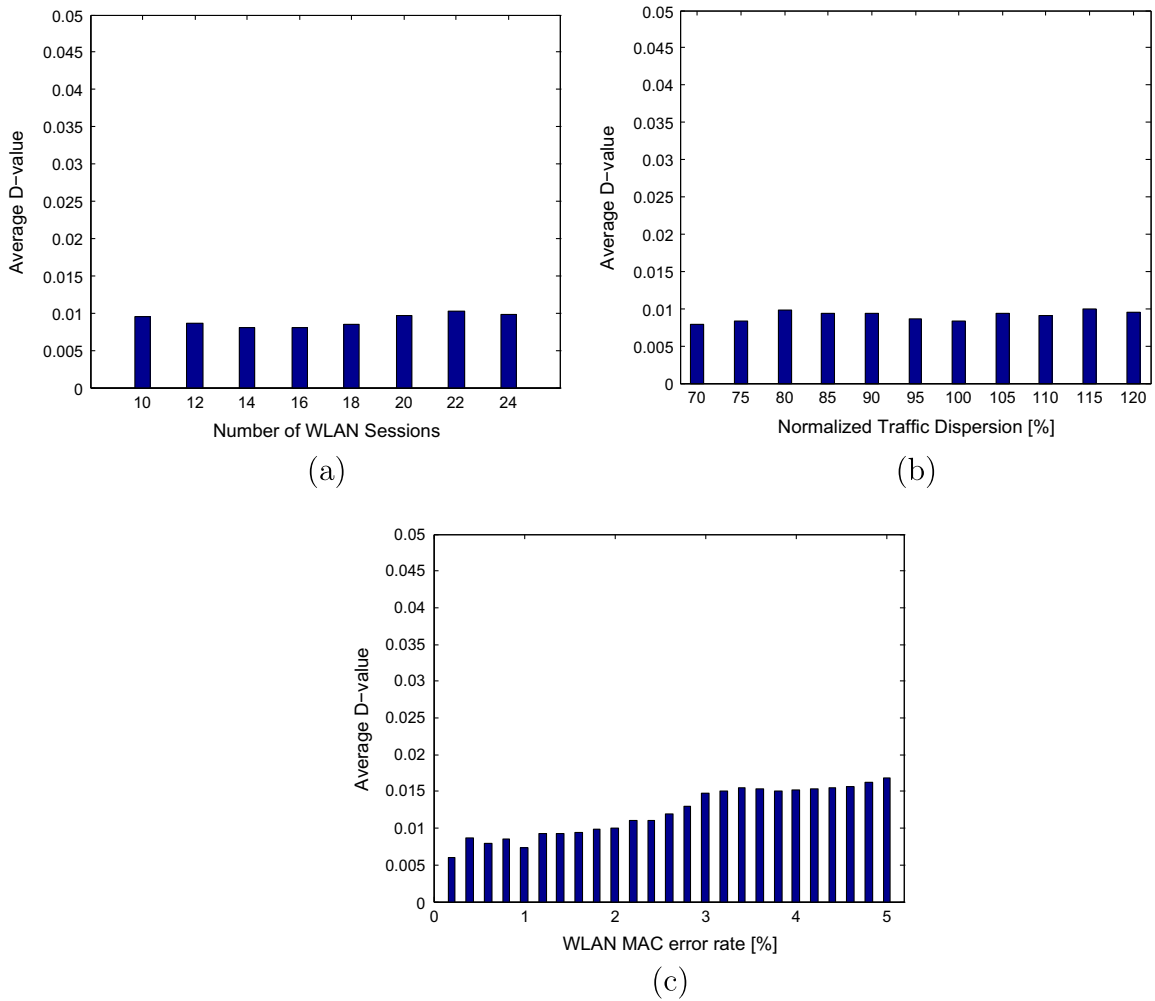 0.05
0.045
0.04
0.035
0.03
0.025
0.02
0.015
0.01
0.005
0
Average D−value
10 12 14 16 18 20 22 24
Number of WLAN Sessions
(a)
0.05
0.045
0.04
0.035
0.03
0.025
0.02
0.015
0.01
0.005
0
Average D−value
70 75 80 85 90 95 100 105 110 115 120
Normalized Traffic Dispersion [%]
(b)
0.05
0.045
0.04
0.035
0.03
0.025
0.02
0.015
0.01
0.005
0
Average D−value
0 1 2 3 4 5
WLAN MAC error rate [%]
(c)